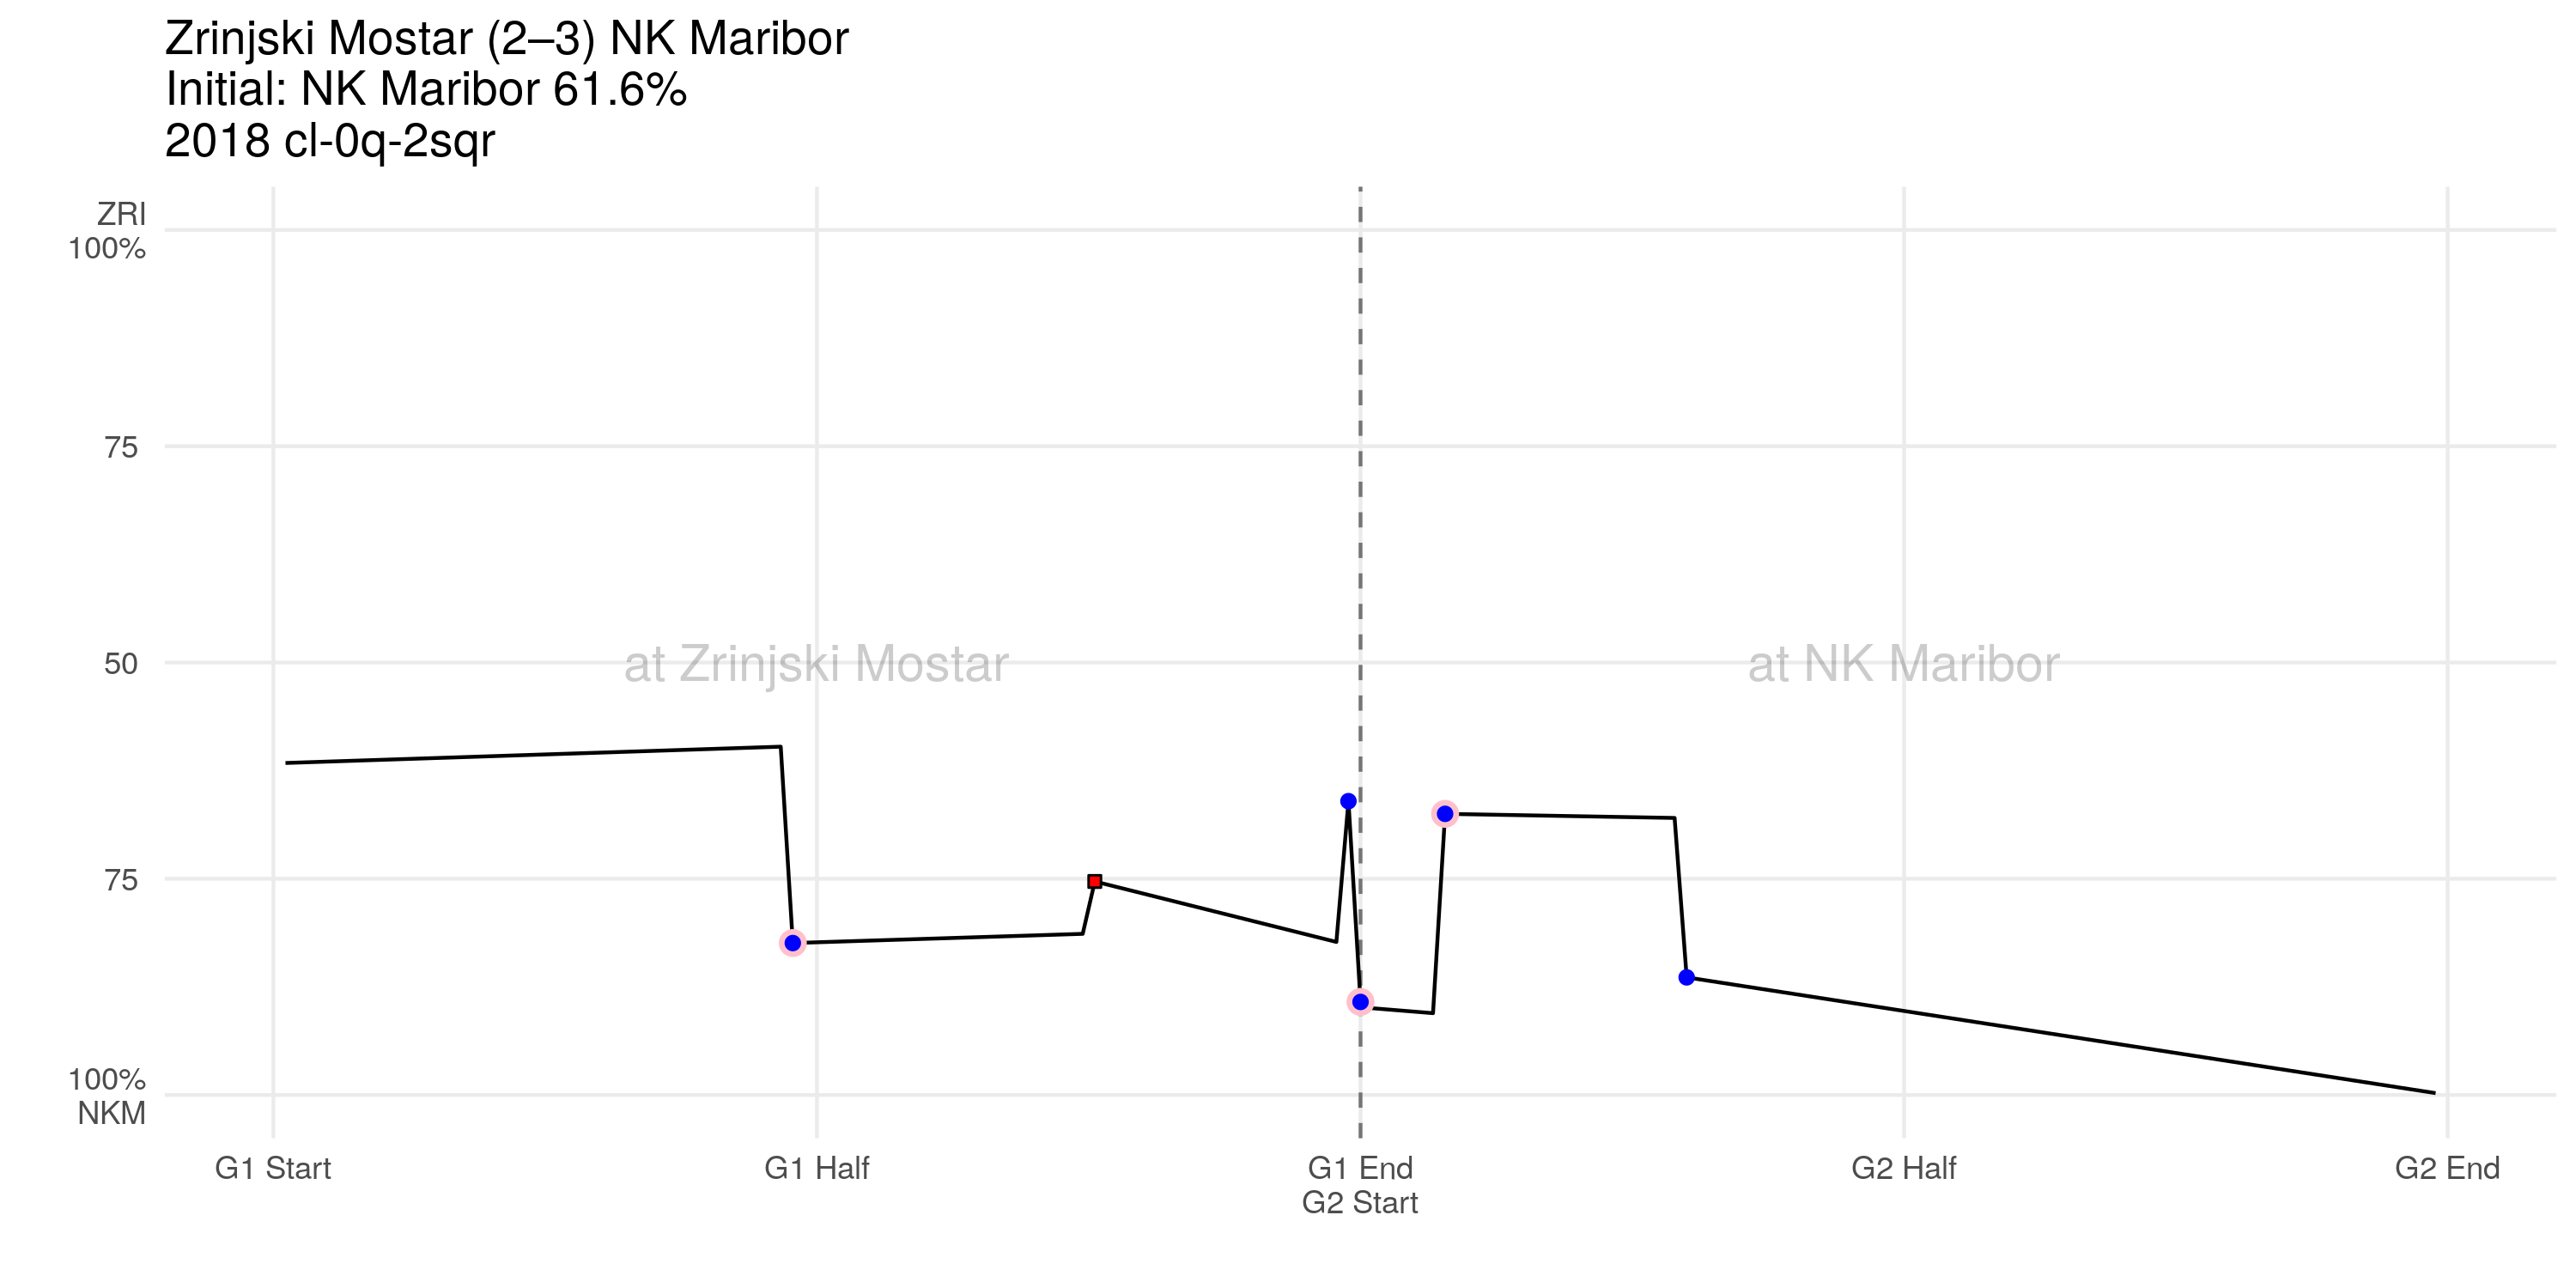 Zrinjski Mostar (2–3) NK Maribor
Initial: NK Maribor 61.6%
2018 cl-0q-2sqr
ZRI
100%
75
50
75
100%
NKM
at Zrinjski Mostar
at NK Maribor
G1 Start
G1 Half
G1 End
G2 Start
G2 Half
G2 End